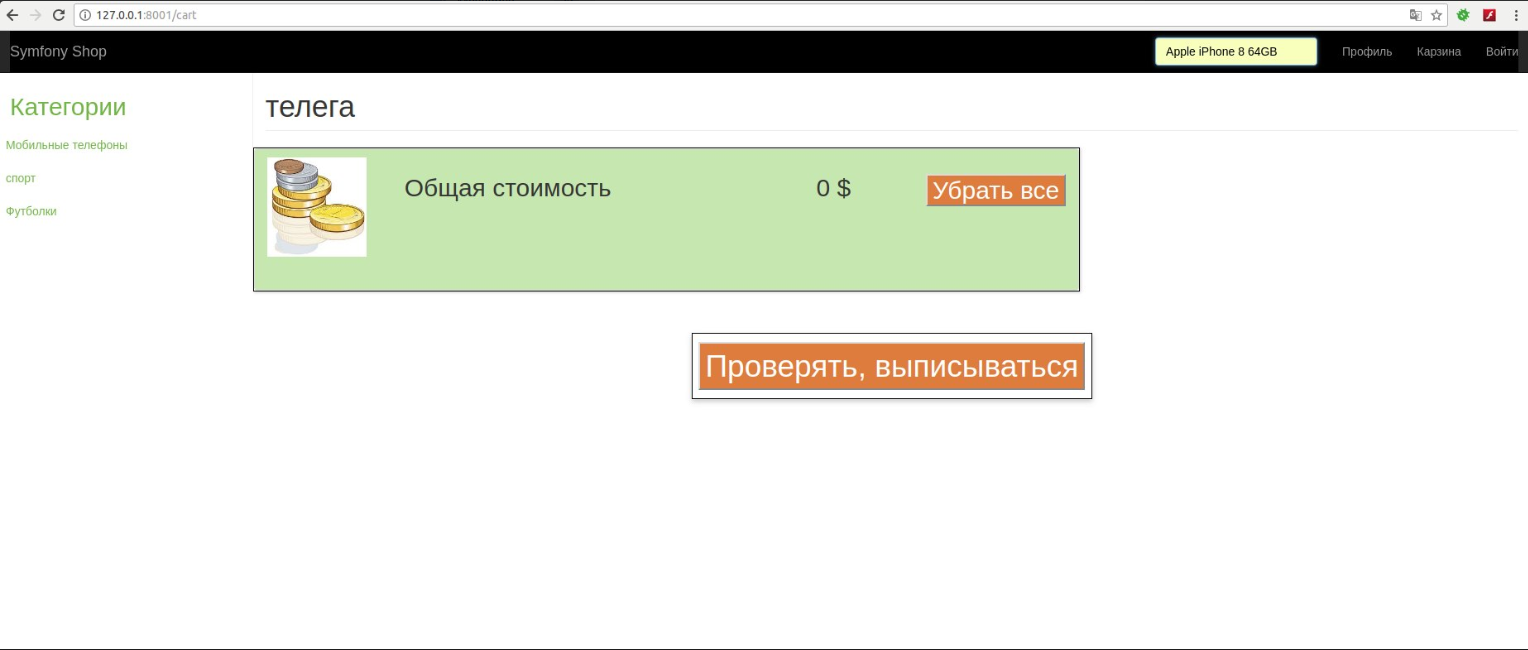 127.0.0.1:8001/cart
Symfony Shop
Apple iPhone 8 64GB
Профиль
Карзина
Войти
Категории
Мобильные телефоны
спорт
Футболки
телега
Общая стоимость
0 $
Убрать все
Проверять, выписываться